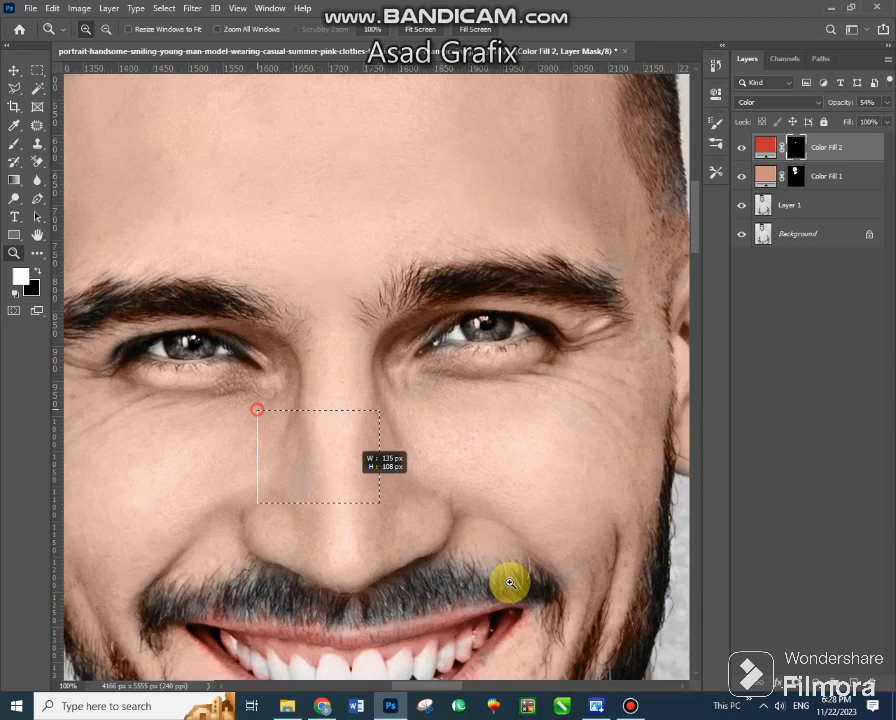 www.BANDICAM.com
File Edit Image Layer Type Select Filter 3D View Window Help
Resize Windows to Fit Zoom All Windows Scrubby Zoom 100% Fit Screen Fill Screen
Asad Grafix
portrait-handsome-smiling-young-man-model-wearing-casual-summer-pink-clothes-
(Color Fill 2, Layer Mask/8) *
Layers Channels Paths
Kind
Color Opacity: 54%
Lock: Fill: 100%
Color Fill 2
Color Fill 1
Layer 1
Background
W : 135 px
H : 108 px
100% 4166 px x 5555 px (240 ppi)
Wondershare
Filmora
Type here to search
This PC ENG 6:28 PM
11/22/2023